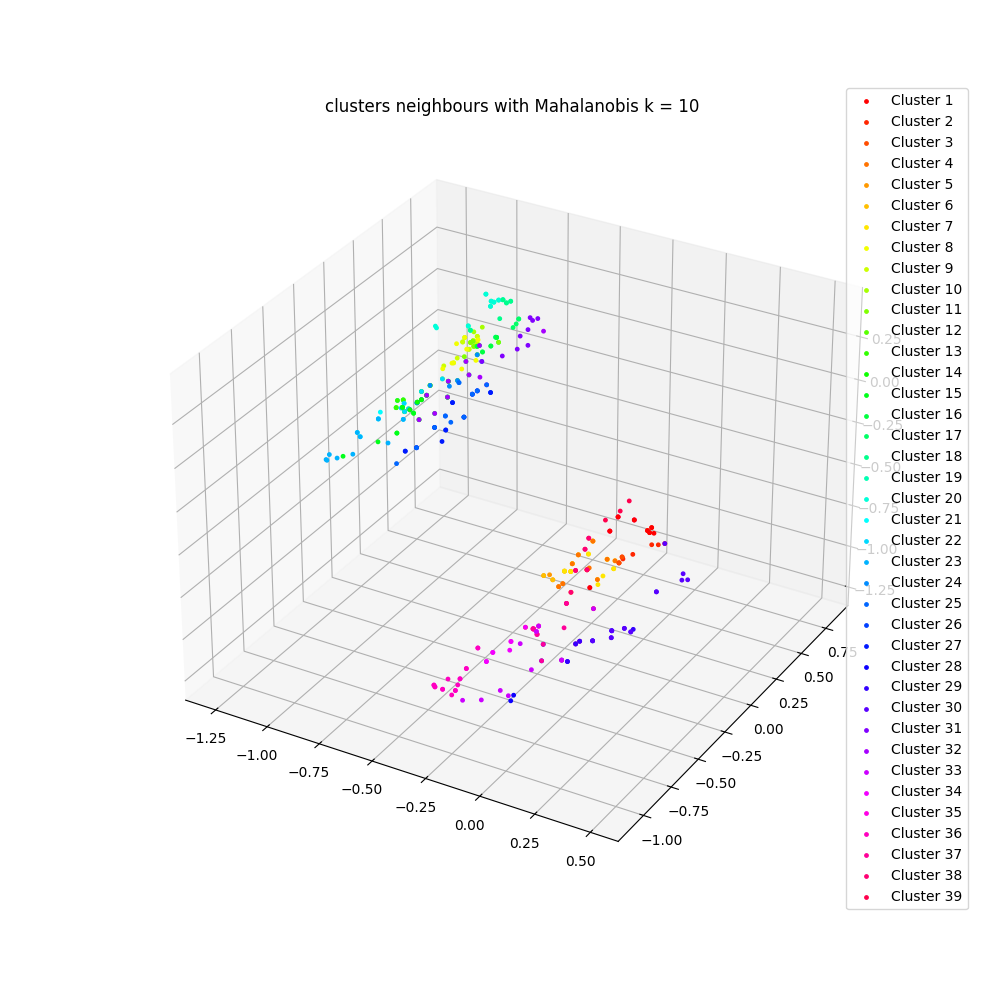 clusters neighbours with Mahalanobis k = 10
Cluster 1
Cluster 2
Cluster 3
Cluster 4
Cluster 5
Cluster 6
Cluster 7
Cluster 8
Cluster 9
Cluster 10
Cluster 11
Cluster 12
Cluster 13
Cluster 14
Cluster 15
Cluster 16
Cluster 17
Cluster 18
Cluster 19
Cluster 20
Cluster 21
Cluster 22
Cluster 23
Cluster 24
Cluster 25
Cluster 26
Cluster 27
Cluster 28
Cluster 29
Cluster 30
Cluster 31
Cluster 32
Cluster 33
Cluster 34
Cluster 35
Cluster 36
Cluster 37
Cluster 38
Cluster 39
0.25
0.00
−0.25
−0.50
−0.75
−1.00
−1.25
0.75
0.50
0.25
0.00
−0.25
−0.50
−0.75
−1.00
−1.25
−1.00
−0.75
−0.50
−0.25
0.00
0.25
0.50